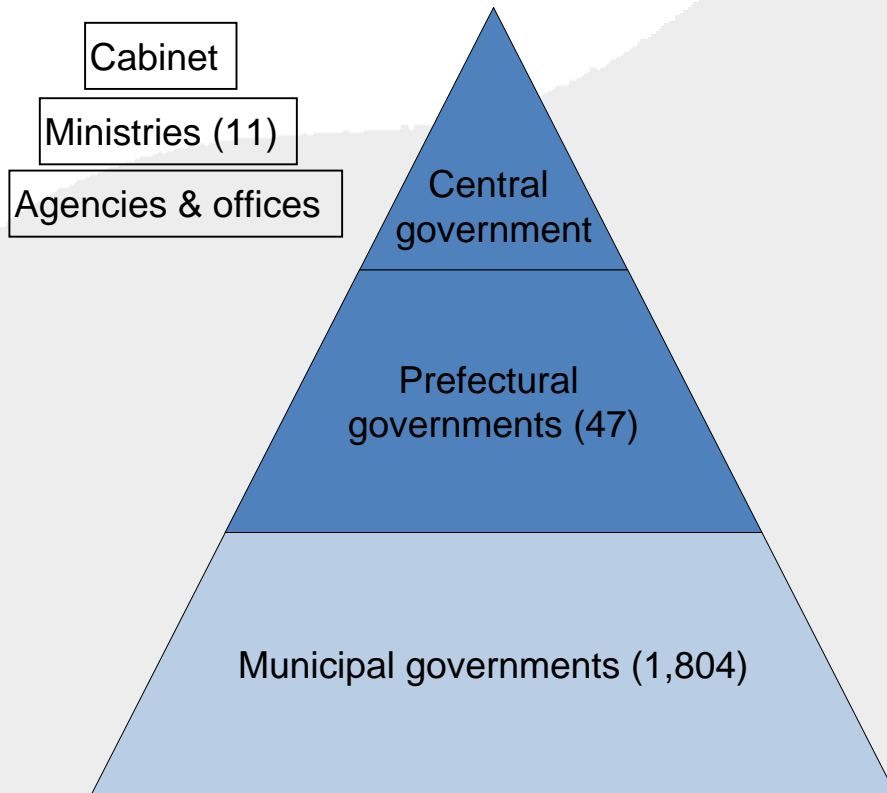 Cabinet
Ministries (11)
Agencies & offices
Central
government
Prefectural
governments (47)
Municipal governments (1,804)